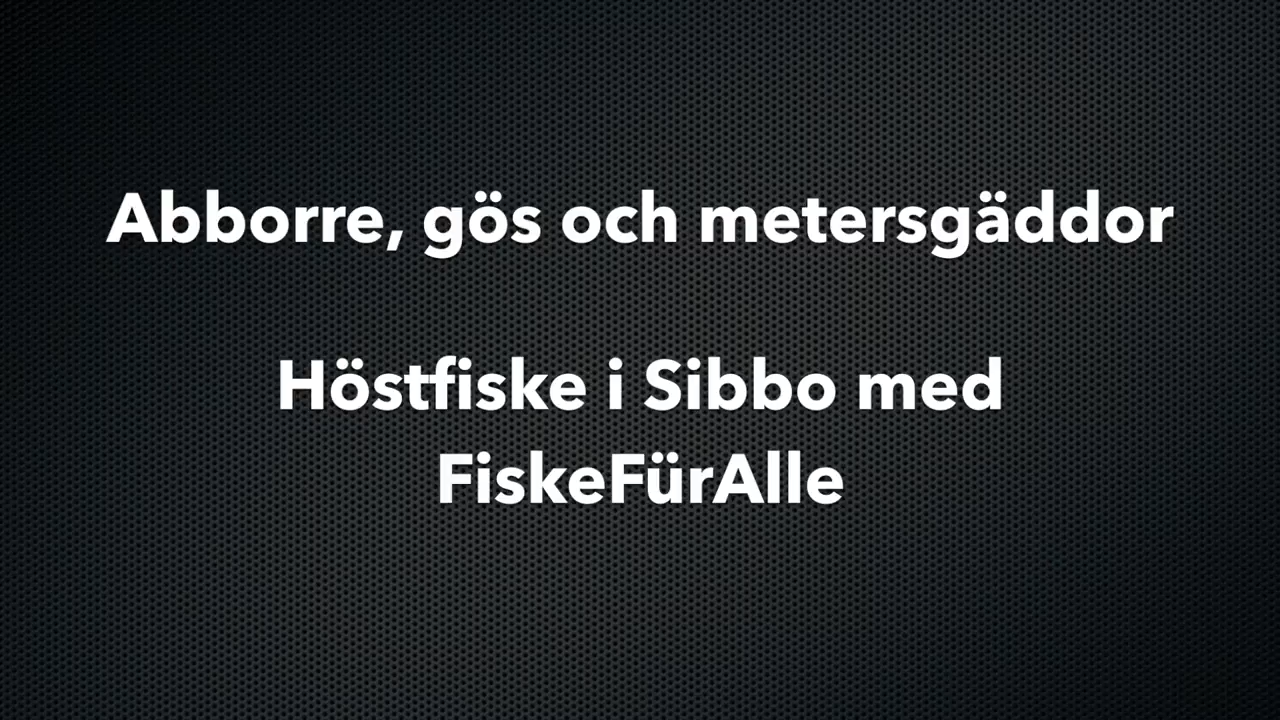 Abborre, gös och metersgäddor
Höstfiske i Sibbo med
FiskeFürAlle